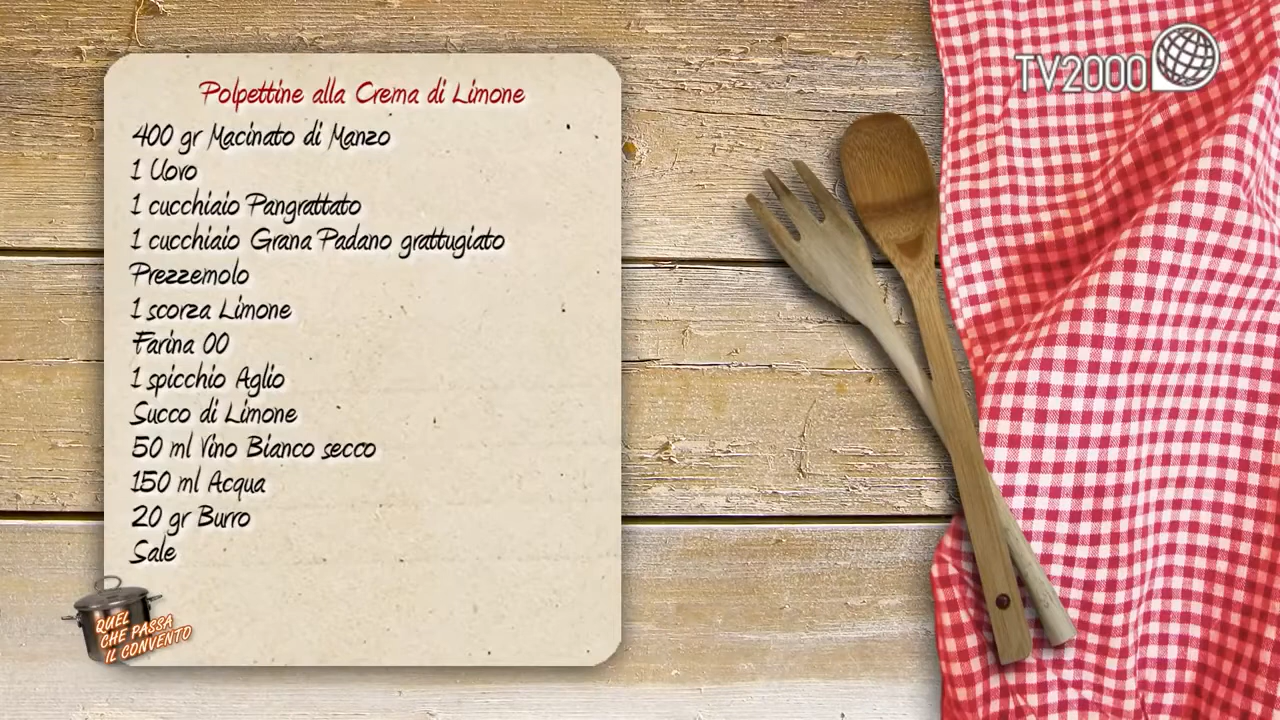 TV2000
Polpettine alla Crema di Limone
400 gr Macinato di Manzo
1 Uovo
1 cucchiaio Pangrattato
1 cucchiaio Grana Padano grattugiato
Prezzemolo
1 scorza Limone
Farina 00
1 spicchio Aglio
Succo di Limone
50 ml Vino Bianco secco
150 ml Acqua
20 gr Burro
Sale
QUEL
CHE PASSA
IL CONVENTO